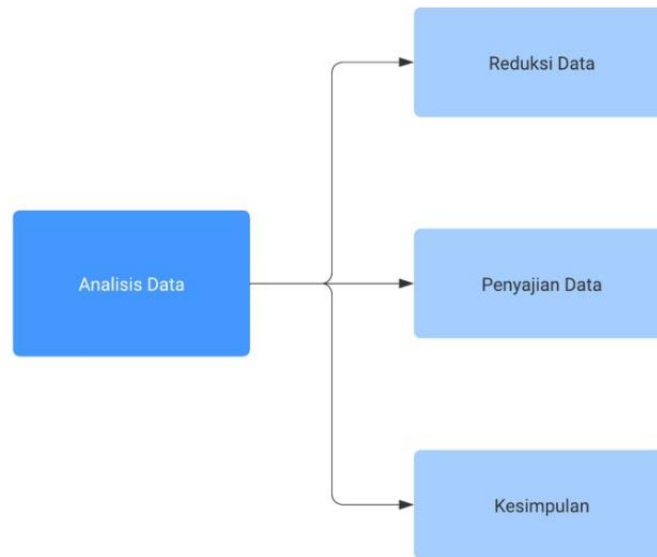 Reduksi Data
Analisis Data
Penyajian Data
Kesimpulan